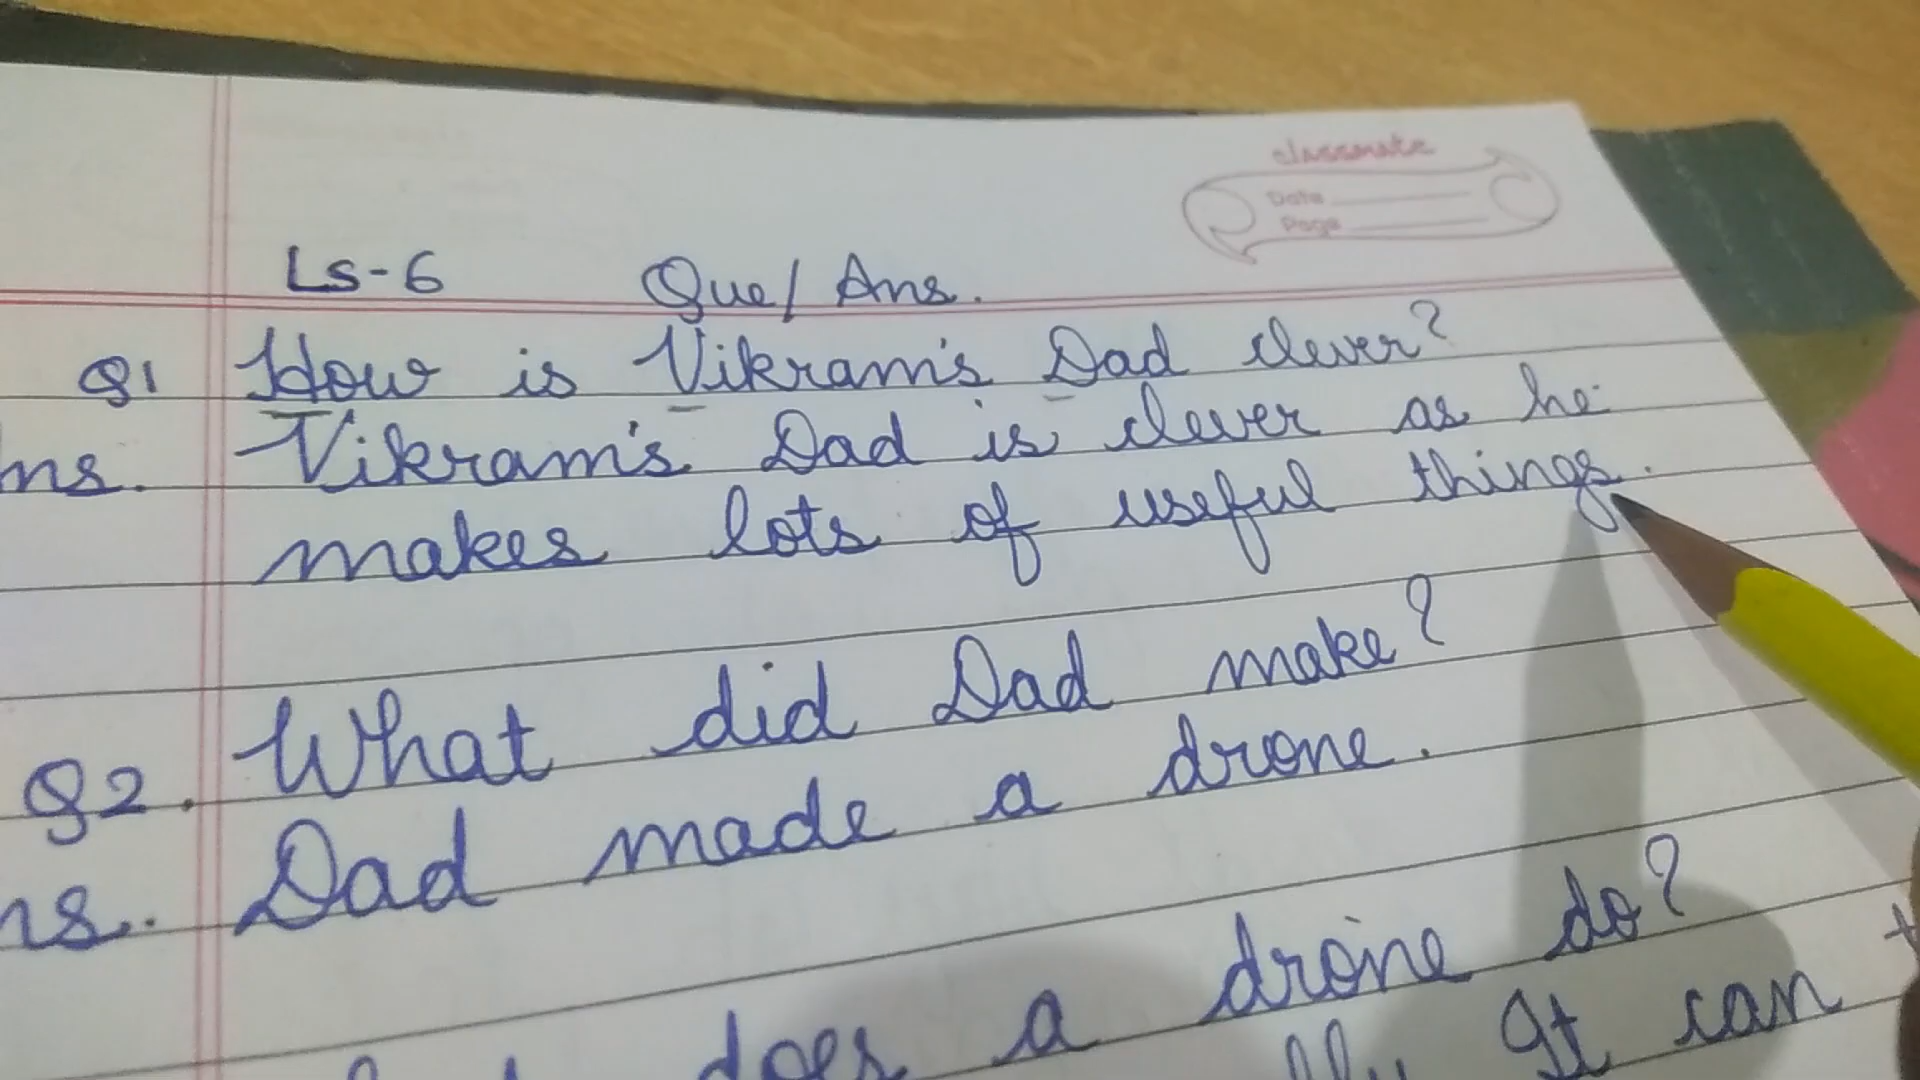 classmate
Date
Page
Ls-6 Que/ Ans.
Q1 How is Vikram's Dad clever?
ns. Vikram's Dad is clever as he
makes lots of useful things.
Q2. What did Dad make?
ns. Dad made a drone.
does a drone do?
It can